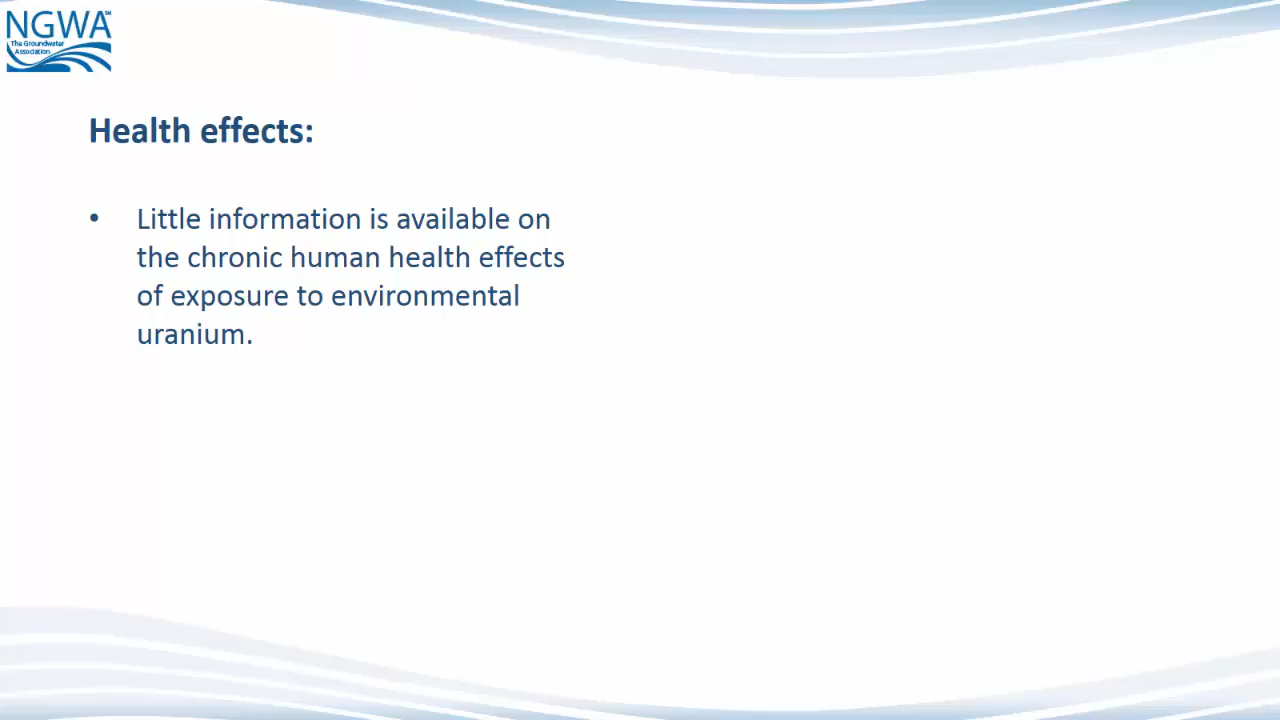 NGWA
The Groundwater
Association
Health effects:
• Little information is available on
the chronic human health effects
of exposure to environmental
uranium.